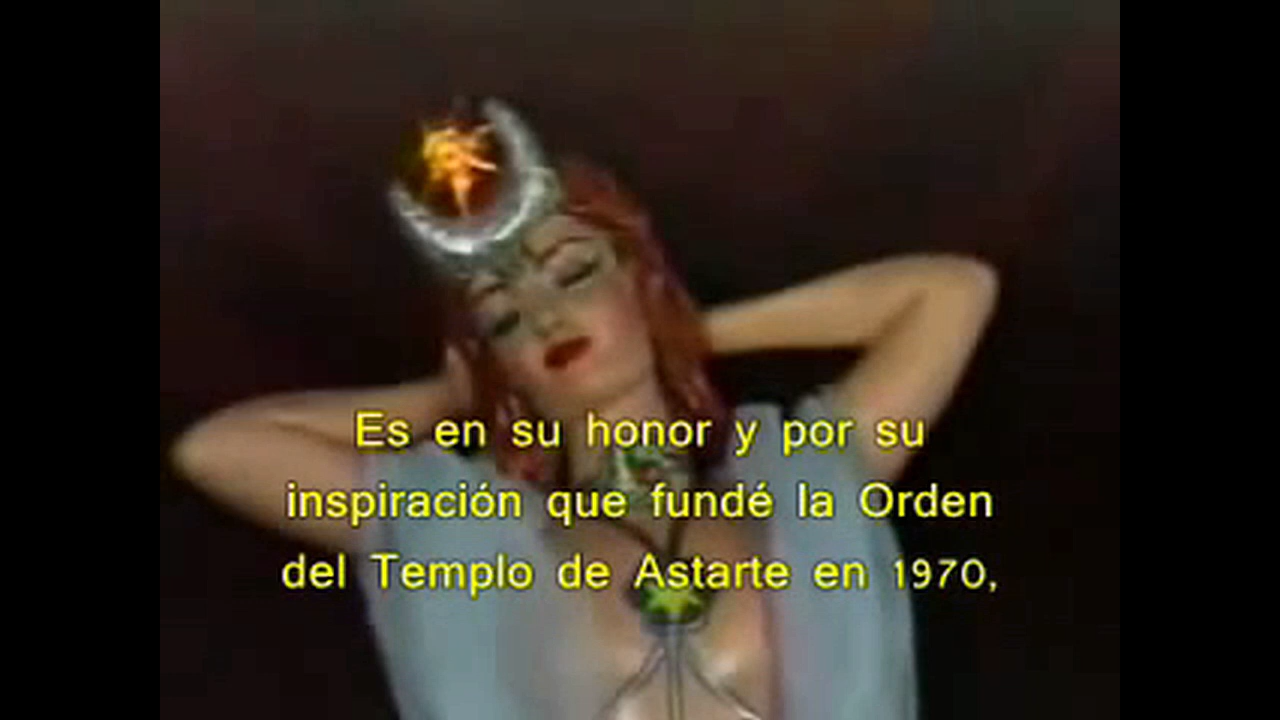 Es en su honor y por su
inspiración que fundé la Orden
del Templo de Astarte en 1970,